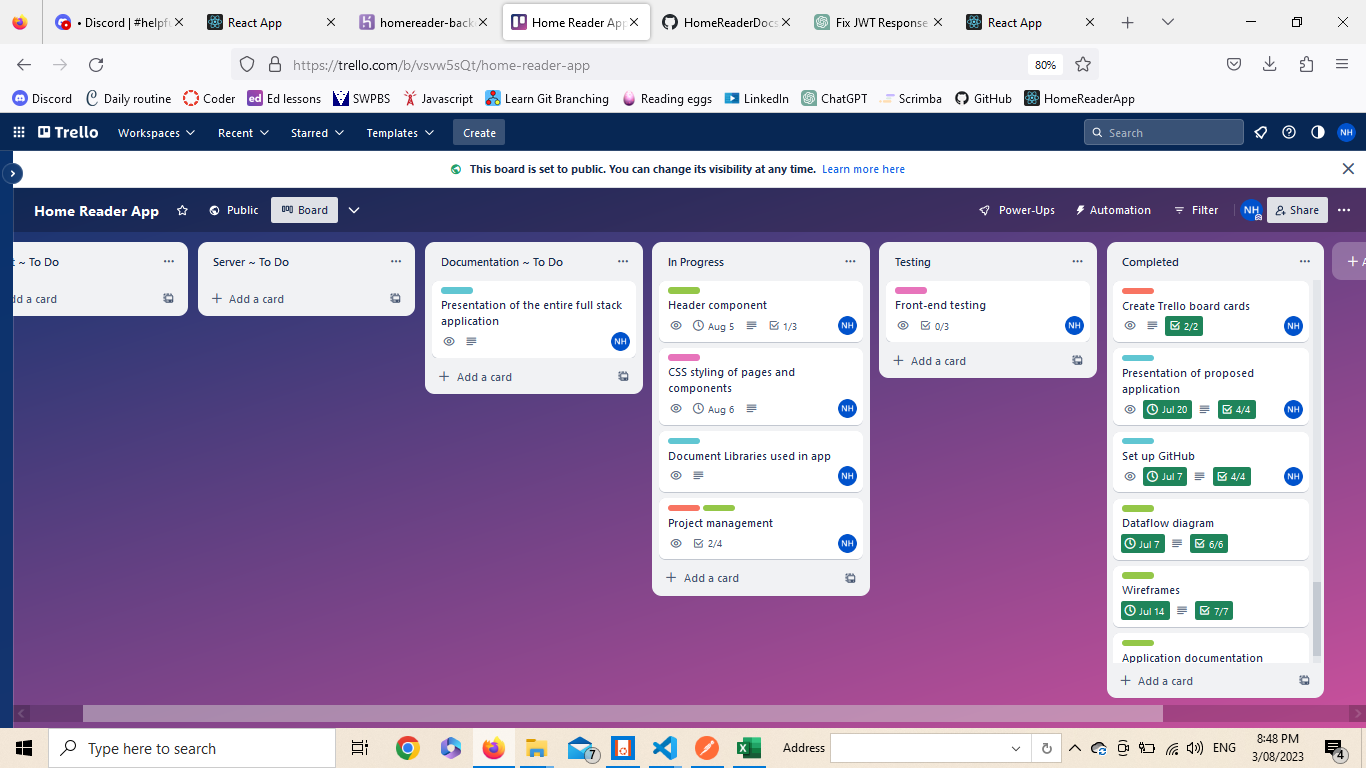 • Discord | #helpf
React App
homereader-back
Home Reader App
HomeReaderDocs
Fix JWT Response
React App
https://trello.com/b/vsvw5sQt/home-reader-app
80%
Discord
Daily routine
Coder
Ed lessons
SWPBS
Javascript
Learn Git Branching
Reading eggs
LinkedIn
ChatGPT
Scrimba
GitHub
HomeReaderApp
Trello
Workspaces
Recent
Starred
Templates
Create
Search
NH
This board is set to public. You can change its visibility at any time. Learn more here
Home Reader App
Public
Board
Power-Ups
Automation
Filter
NH
Share
~ To Do
dd a card
Server ~ To Do
Add a card
Documentation ~ To Do
Presentation of the entire full stack
application
NH
Add a card
In Progress
Header component
Aug 5
1/3
NH
CSS styling of pages and
components
Aug 6
NH
Document Libraries used in app
NH
Project management
2/4
NH
Add a card
Testing
Front-end testing
0/3
NH
Add a card
Completed
Create Trello board cards
2/2
NH
Presentation of proposed
application
Jul 20
4/4
NH
Set up GitHub
Jul 7
4/4
NH
Dataflow diagram
Jul 7
6/6
Wireframes
Jul 14
7/7
Application documentation
Add a card
Type here to search
7
Address
ENG
8:48 PM
3/08/2023
4